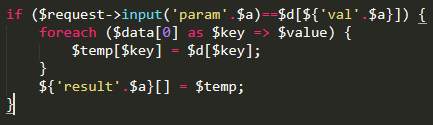 if ($request->input('param'.$a)==$d[${'val'.$a}]) {
foreach ($data[0] as $key => $value) {
$temp[$key] = $d[$key];
}
${'result'.$a}[] = $temp;
}